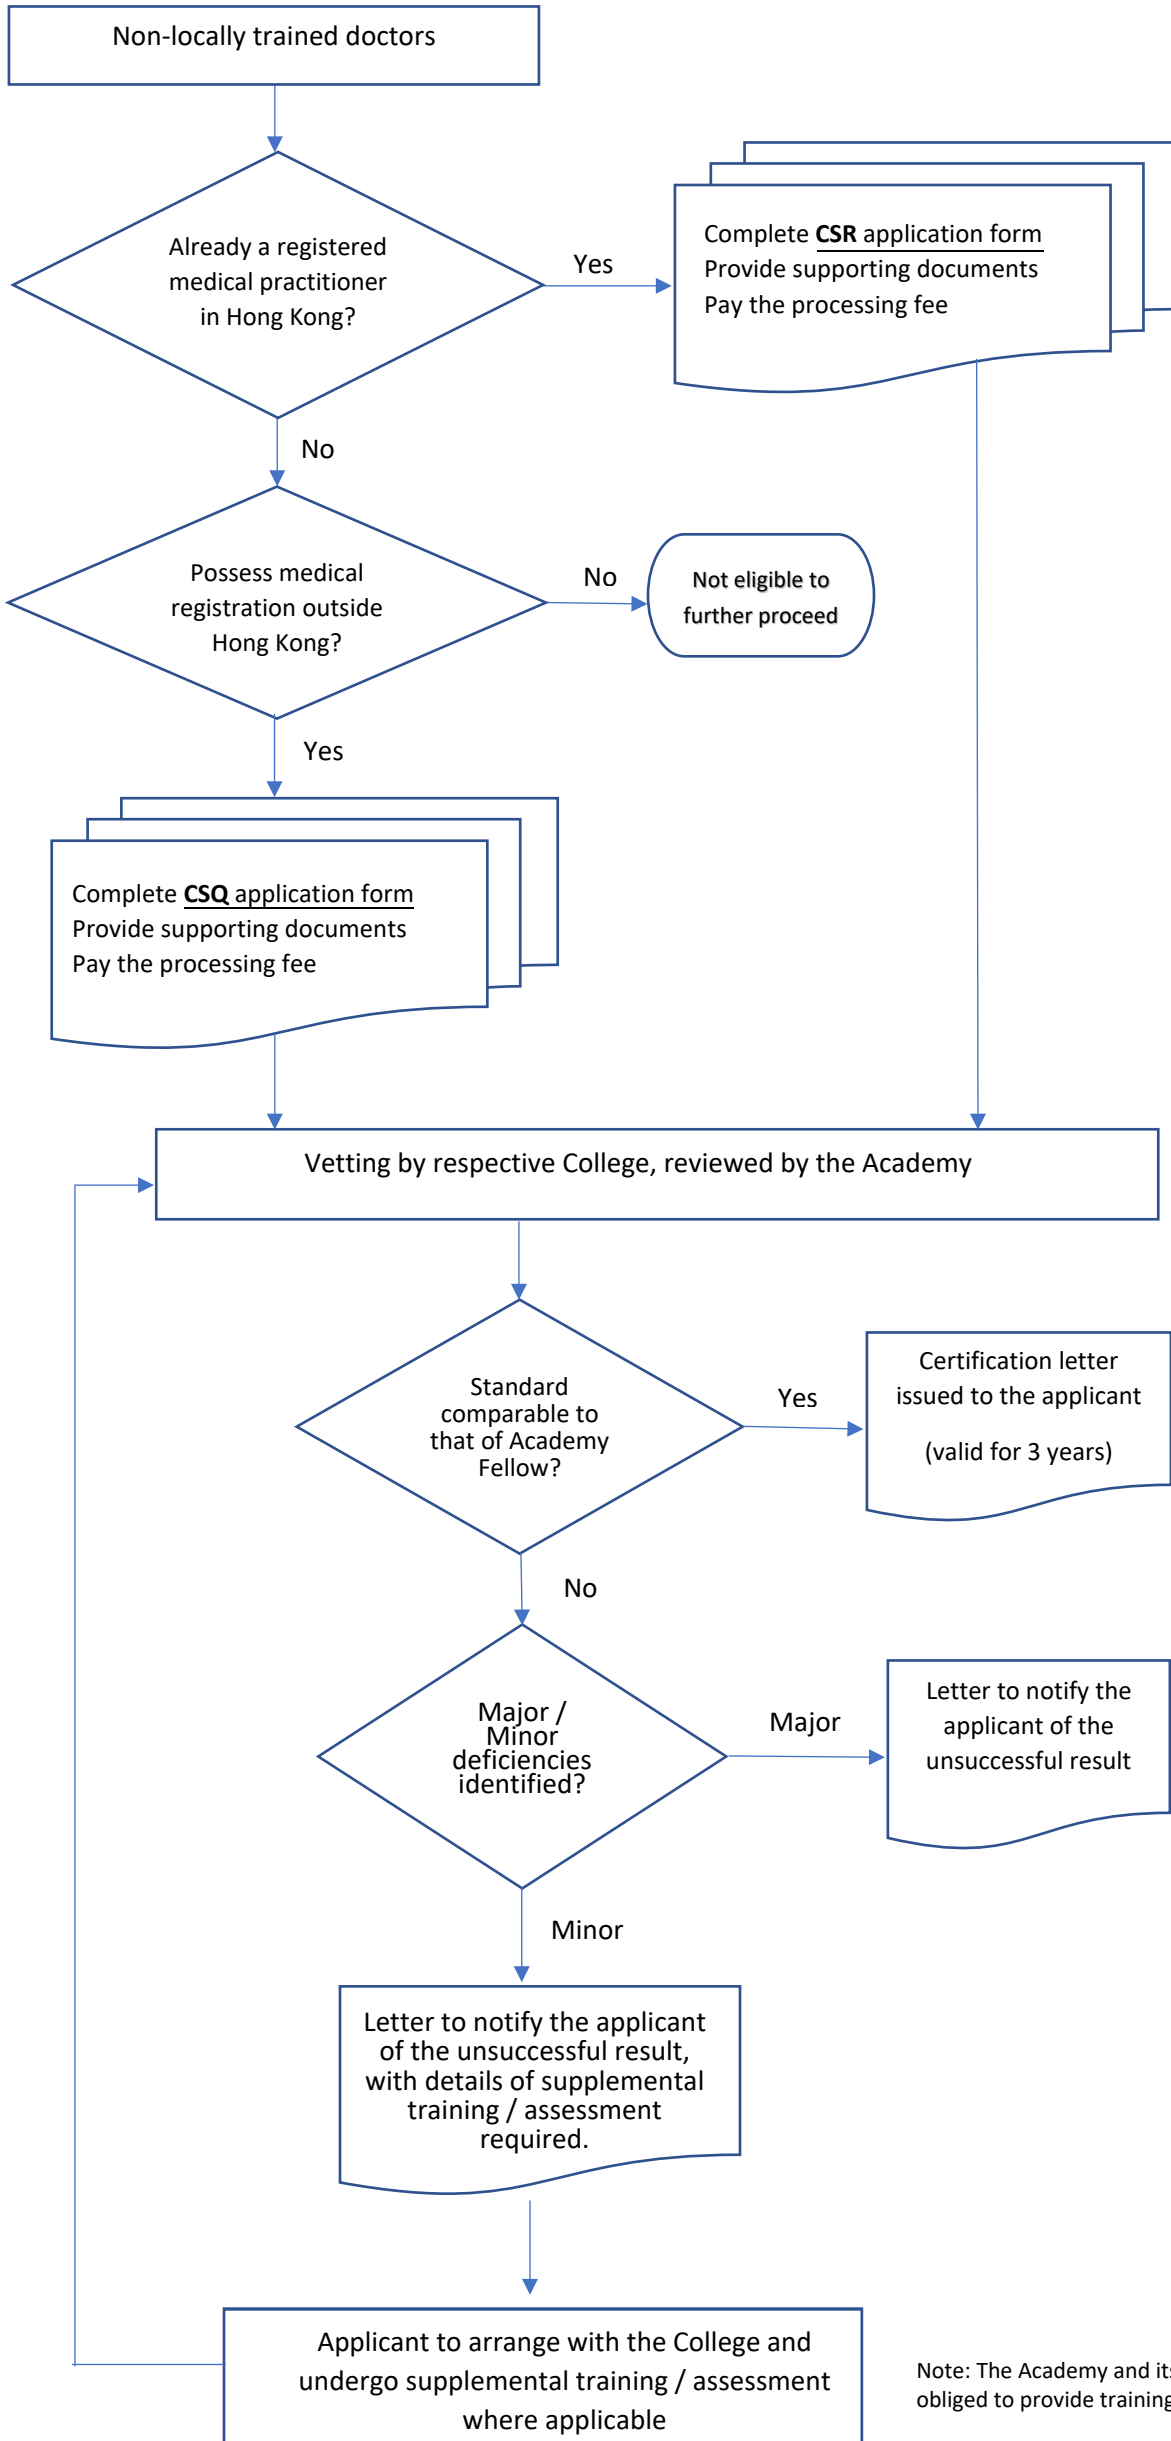 Non-locally trained doctors
Already a registered
medical practitioner
in Hong Kong?
Yes
Complete CSR application form
Provide supporting documents
Pay the processing fee
No
Possess medical
registration outside
Hong Kong?
No
Not eligible to
further proceed
Yes
Complete CSQ application form
Provide supporting documents
Pay the processing fee
Vetting by respective College, reviewed by the Academy
Standard
comparable to
that of Academy
Fellow?
Yes
Certification letter
issued to the applicant
(valid for 3 years)
No
Major /
Minor
deficiencies
identified?
Major
Letter to notify the
applicant of the
unsuccessful result
Minor
Letter to notify the applicant
of the unsuccessful result,
with details of supplemental
training / assessment
required.
Applicant to arrange with the College and
undergo supplemental training / assessment
where applicable
Note: The Academy and its
obliged to provide training